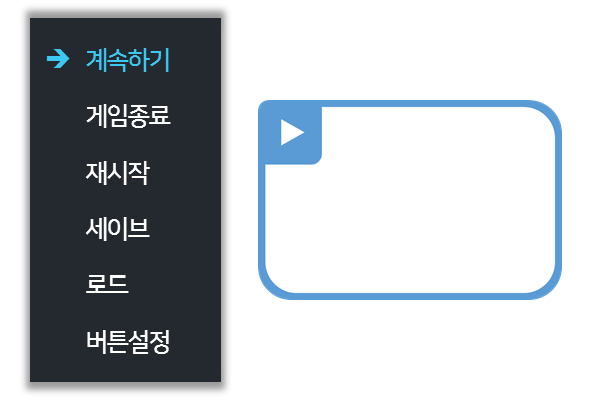 계속하기
게임종료
재시작
세이브
로드
버튼설정